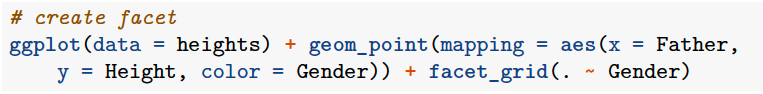 # create facet
ggplot(data = heights) + geom_point(mapping = aes(x = Father,
    y = Height, color = Gender)) + facet_grid(. ~ Gender)